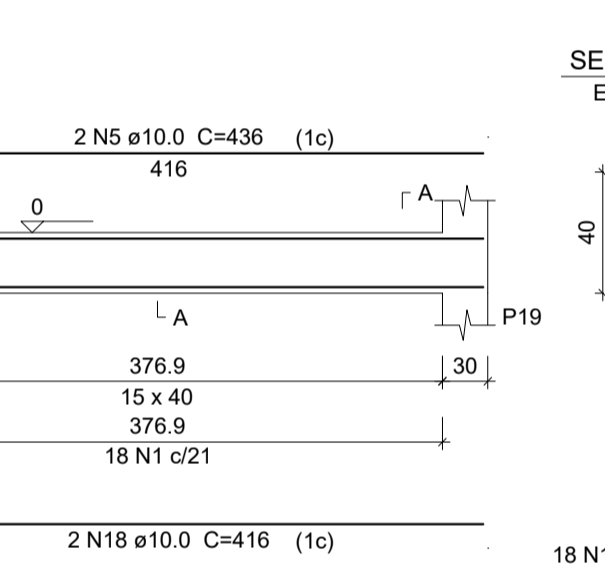 SE
E
2 N5 ø10.0 C=436 (1c)
416
A
0
40
A
P19
376.9
30
15 x 40
376.9
18 N1 c/21
2 N18 ø10.0 C=416 (1c)
18 N1